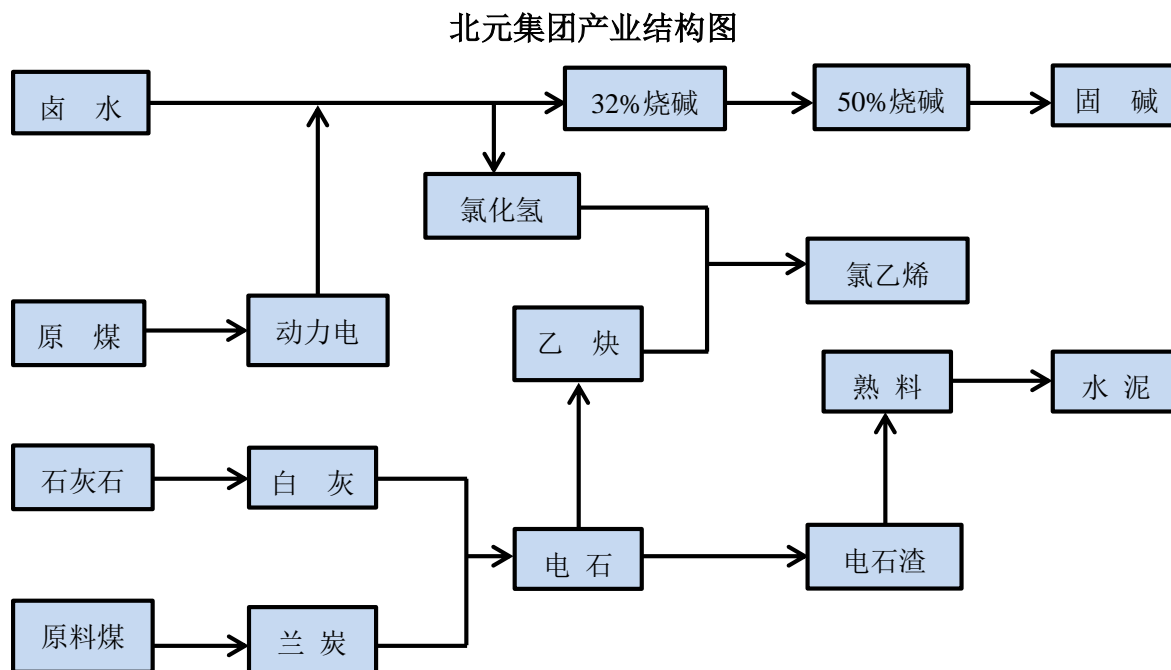 北元集团产业结构图
卤 水
32%烧碱
50%烧碱
固 碱
氯化氢
氯乙烯
原 煤
动力电
乙 炔
熟 料
水 泥
石灰石
白 灰
电 石
电石渣
原料煤
兰 炭